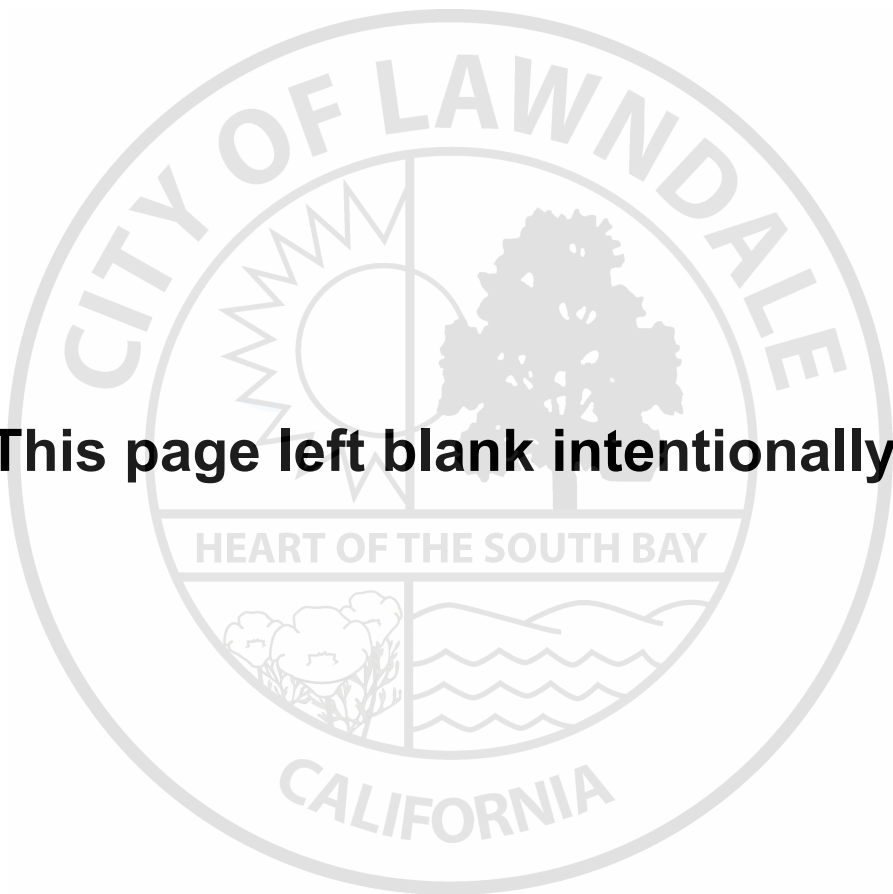 CITY OF LAWNDALE
This page left blank intentionally
HEART OF THE SOUTH BAY
CALIFORNIA